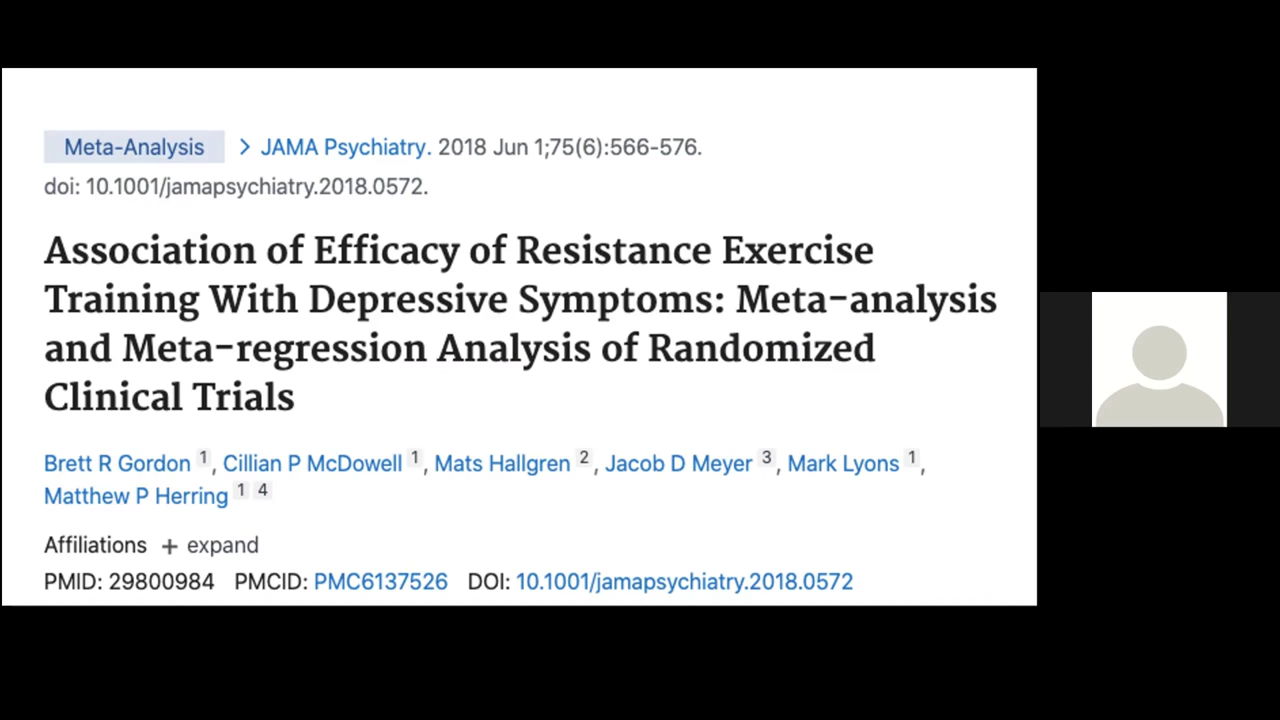 Meta-Analysis > JAMA Psychiatry. 2018 Jun 1;75(6):566-576.
doi: 10.1001/jamapsychiatry.2018.0572.
Association of Efficacy of Resistance Exercise
Training With Depressive Symptoms: Meta-analysis
and Meta-regression Analysis of Randomized
Clinical Trials
Brett R Gordon 1, Cillian P McDowell 1, Mats Hallgren 2, Jacob D Meyer 3, Mark Lyons 1,
Matthew P Herring 1 4
Affiliations + expand
PMID: 29800984 PMCID: PMC6137526 DOI: 10.1001/jamapsychiatry.2018.0572